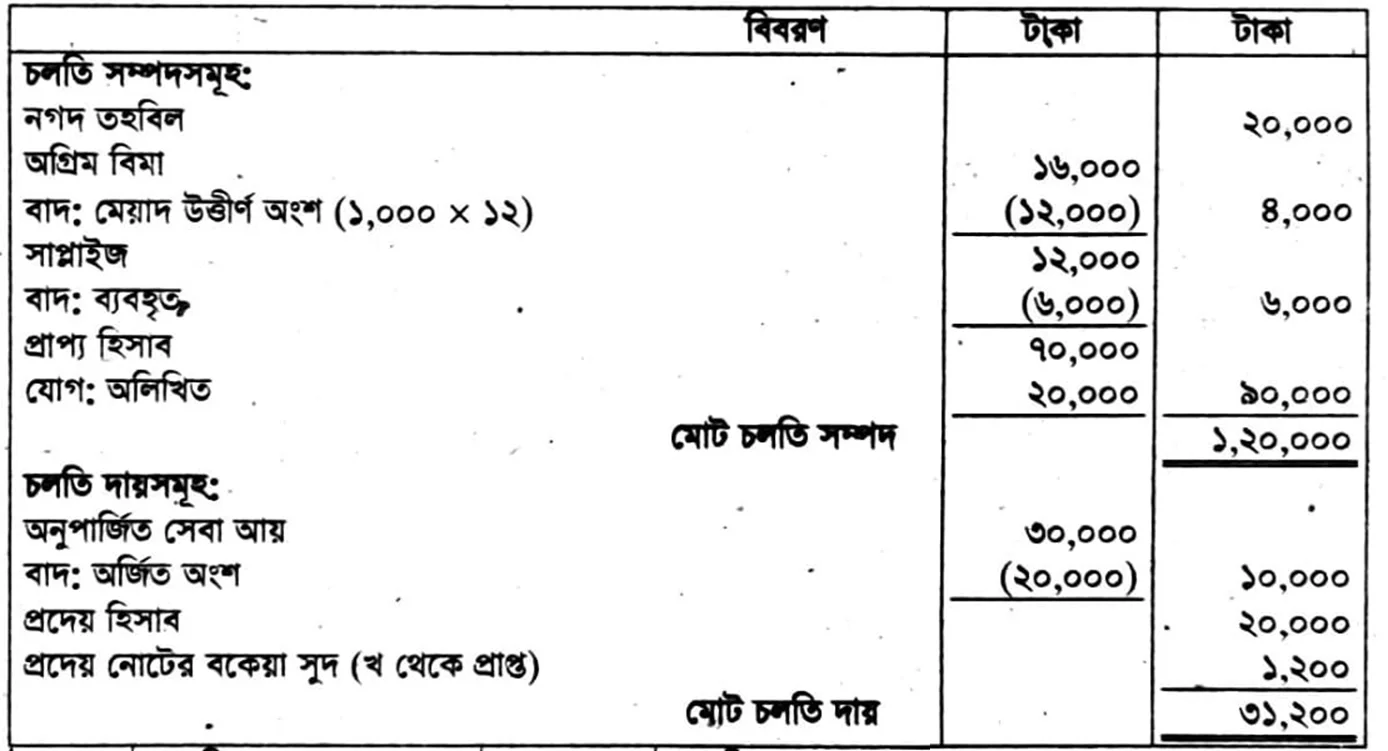 বিবরণ টাকা টাকা
চলতি সম্পদসমূহ:
নগদ তহবিল ২০,০০০
অগ্রিম বিমা ১৬,০০০
বাদ: মেয়াদ উত্তীর্ণ অংশ (১,০০০ × ১২) (১২,০০০) ৪,০০০
সাপ্লাইজ ১২,০০০
বাদ: ব্যবহৃত (৬,০০০) ৬,০০০
প্রাপ্য হিসাব ৭০,০০০
যোগ: অলিখিত ২০,০০০ ৯০,০০০
মোট চলতি সম্পদ ১,২০,০০০
চলতি দায়সমূহ:
অনুপার্জিত সেবা আয় ৩০,০০০
বাদ: অর্জিত অংশ (২০,০০০) ১০,০০০
প্রদেয় হিসাব ২০,০০০
প্রদেয় নোটের বকেয়া সুদ (খ থেকে প্রাপ্ত) ১,২০০
মোট চলতি দায় ৩১,২০০